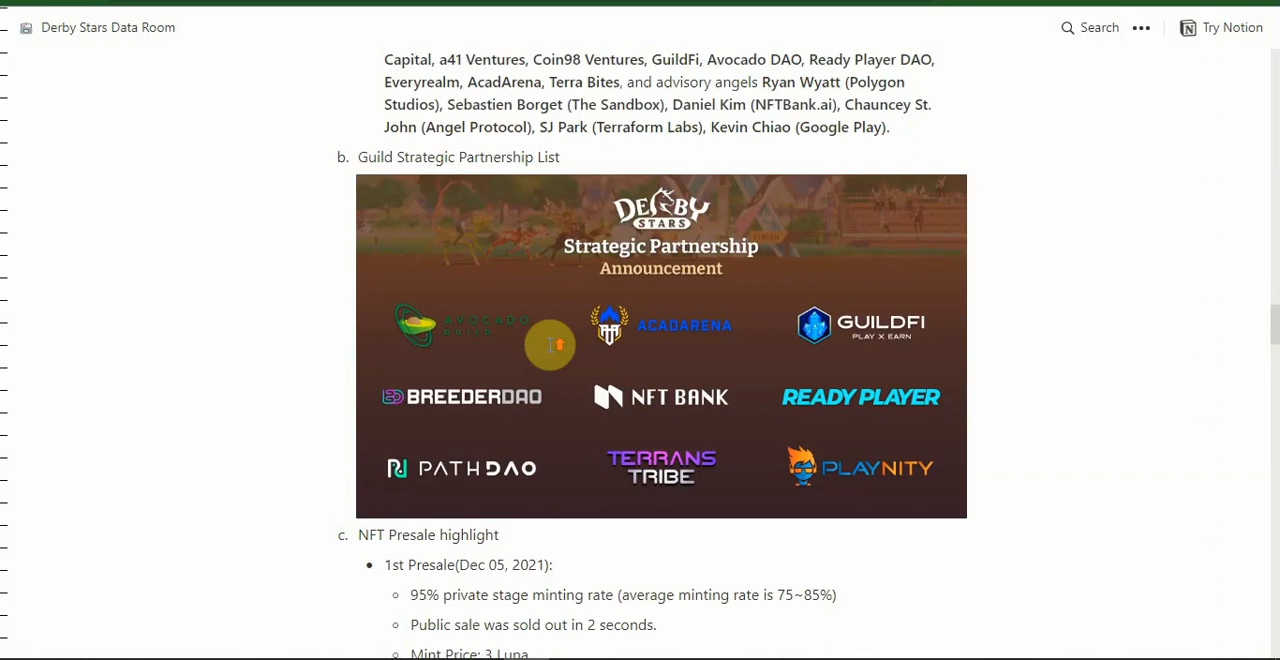 Derby Stars Data Room
Search
Try Notion
Capital, a41 Ventures, Coin98 Ventures, GuildFi, Avocado DAO, Ready Player DAO,
Everyrealm, AcadArena, Terra Bites, and advisory angels Ryan Wyatt (Polygon
Studios), Sebastien Borget (The Sandbox), Daniel Kim (NFTBank.ai), Chauncey St.
John (Angel Protocol), SJ Park (Terraform Labs), Kevin Chiao (Google Play).
b. Guild Strategic Partnership List
DERBY
STARS
Strategic Partnership
Announcement
AVOCADO
GUILD
ACADARENA
GUILDFI
PLAY X EARN
BREEDERDAO
NFT BANK
READY PLAYER
PATHDAO
TERRANS
TRIBE
PLAYNITY
c. NFT Presale highlight
1st Presale(Dec 05, 2021):
95% private stage minting rate (average minting rate is 75~85%)
Public sale was sold out in 2 seconds.
Mint Price: 3 Luna